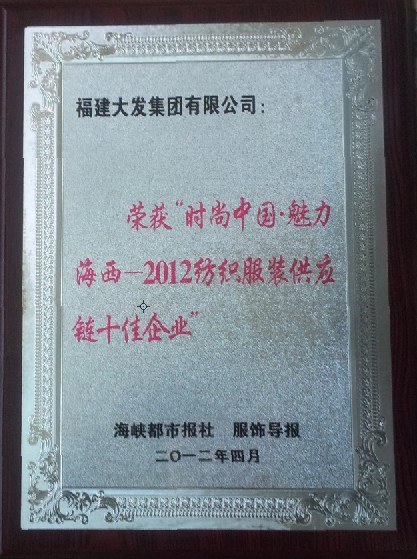 福建大发集团有限公司：
荣获“时尚中国·魅力
海西—2012纺织服装供应
链十佳企业”
海峡都市报社 服饰导报
二〇一二年四月